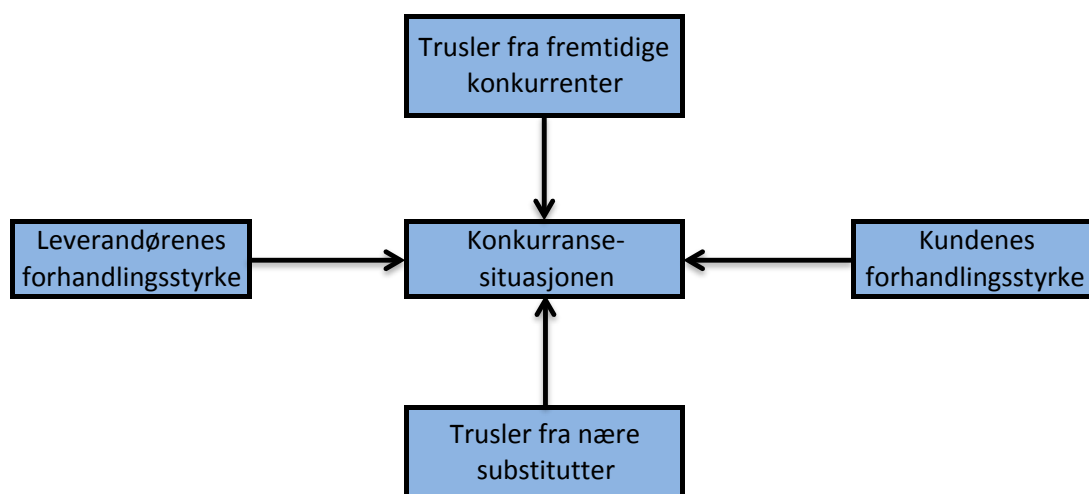 Trusler fra fremtidige
konkurrenter
Leverandørenes
forhandlingsstyrke
Konkurranse-
situasjonen
Kundenes
forhandlingsstyrke
Trusler fra nære
substitutter